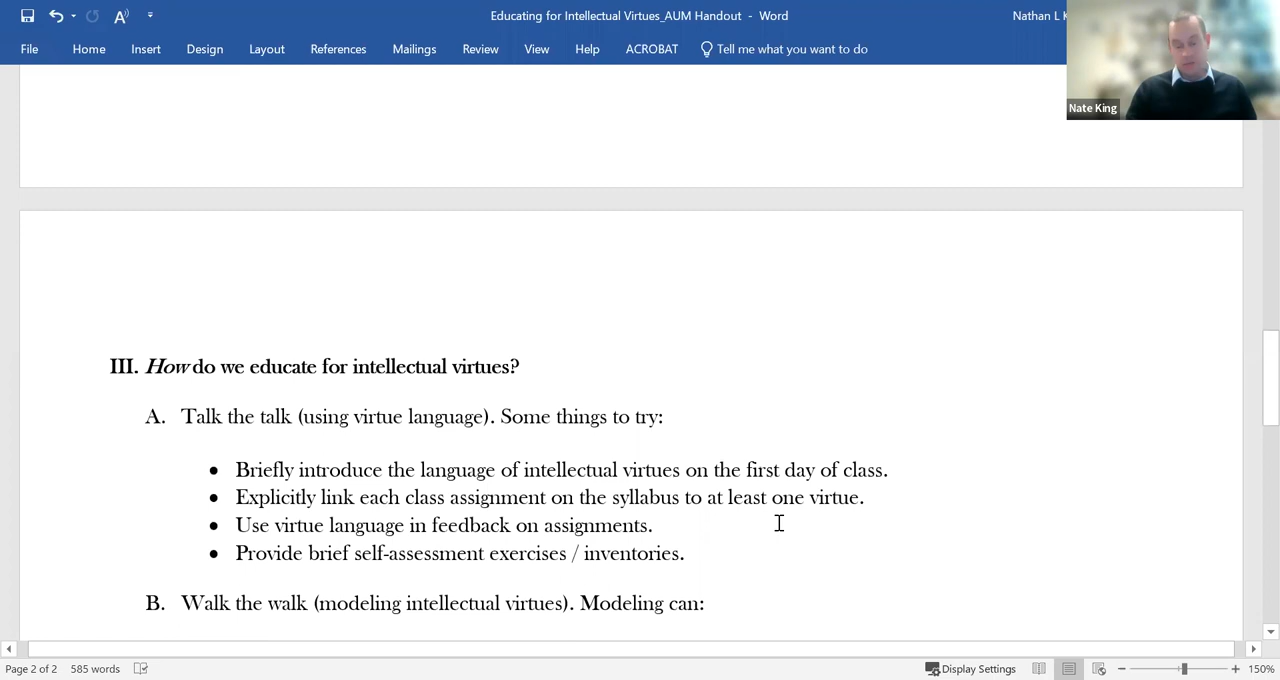 Educating for Intellectual Virtues_AUM Handout - Word
Nathan L K
File Home Insert Design Layout References Mailings Review View Help ACROBAT Tell me what you want to do
Nate King
III. How do we educate for intellectual virtues?
A. Talk the talk (using virtue language). Some things to try:
• Briefly introduce the language of intellectual virtues on the first day of class.
• Explicitly link each class assignment on the syllabus to at least one virtue.
• Use virtue language in feedback on assignments.
• Provide brief self-assessment exercises / inventories.
B. Walk the walk (modeling intellectual virtues). Modeling can:
Page 2 of 2 585 words Display Settings 150%